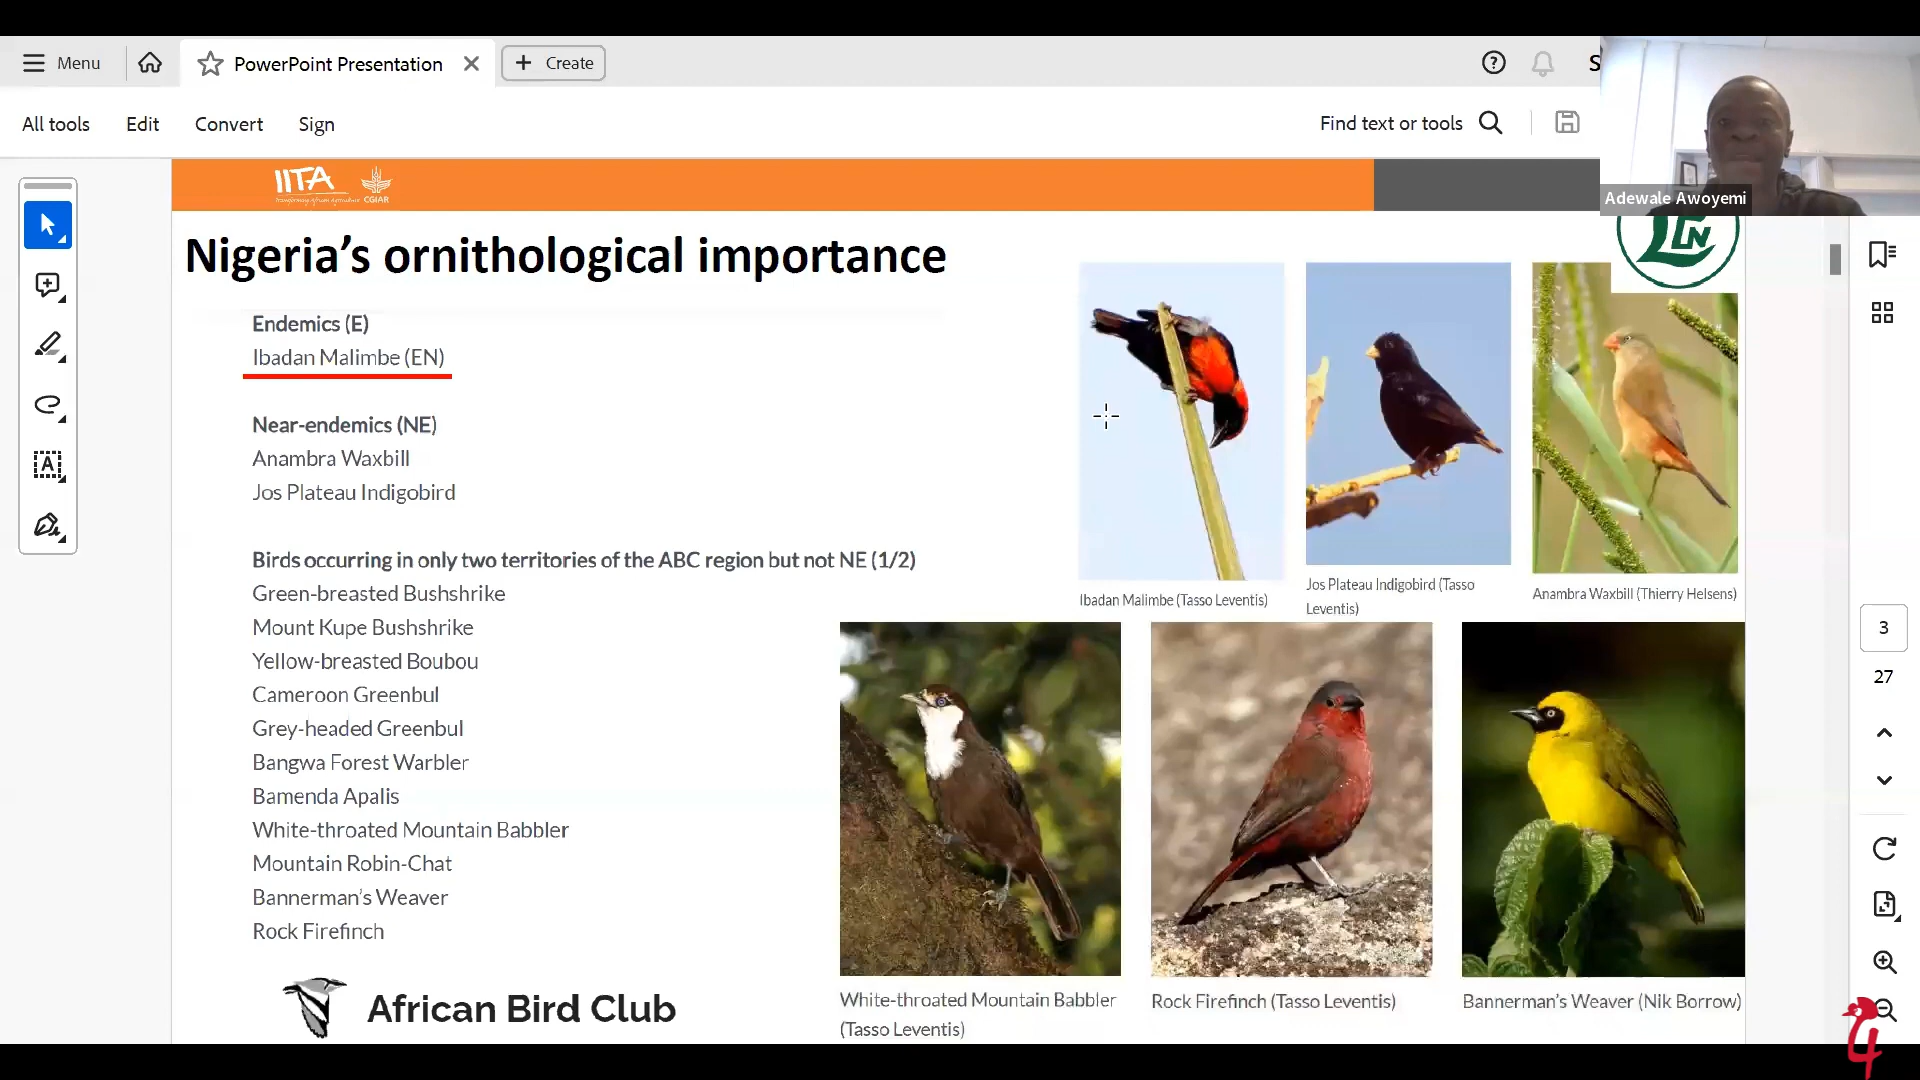 Menu
PowerPoint Presentation
Create
S
All tools
Edit
Convert
Sign
Find text or tools
Adewale Awoyemi
IITA
CGIAR
Nigeria’s ornithological importance
Endemics (E)
Ibadan Malimbe (EN)
Near-endemics (NE)
Anambra Waxbill
Jos Plateau Indigobird
Birds occurring in only two territories of the ABC region but not NE (1/2)
Green-breasted Bushshrike
Mount Kupe Bushshrike
Yellow-breasted Boubou
Cameroon Greenbul
Grey-headed Greenbul
Bangwa Forest Warbler
Bamenda Apalis
White-throated Mountain Babbler
Mountain Robin-Chat
Bannerman’s Weaver
Rock Firefinch
African Bird Club
Ibadan Malimbe (Tasso Leventis)
Jos Plateau Indigobird (Tasso
Leventis)
Anambra Waxbill (Thierry Helsens)
White-throated Mountain Babbler
(Tasso Leventis)
Rock Firefinch (Tasso Leventis)
Bannerman’s Weaver (Nik Borrow)
3
27
4